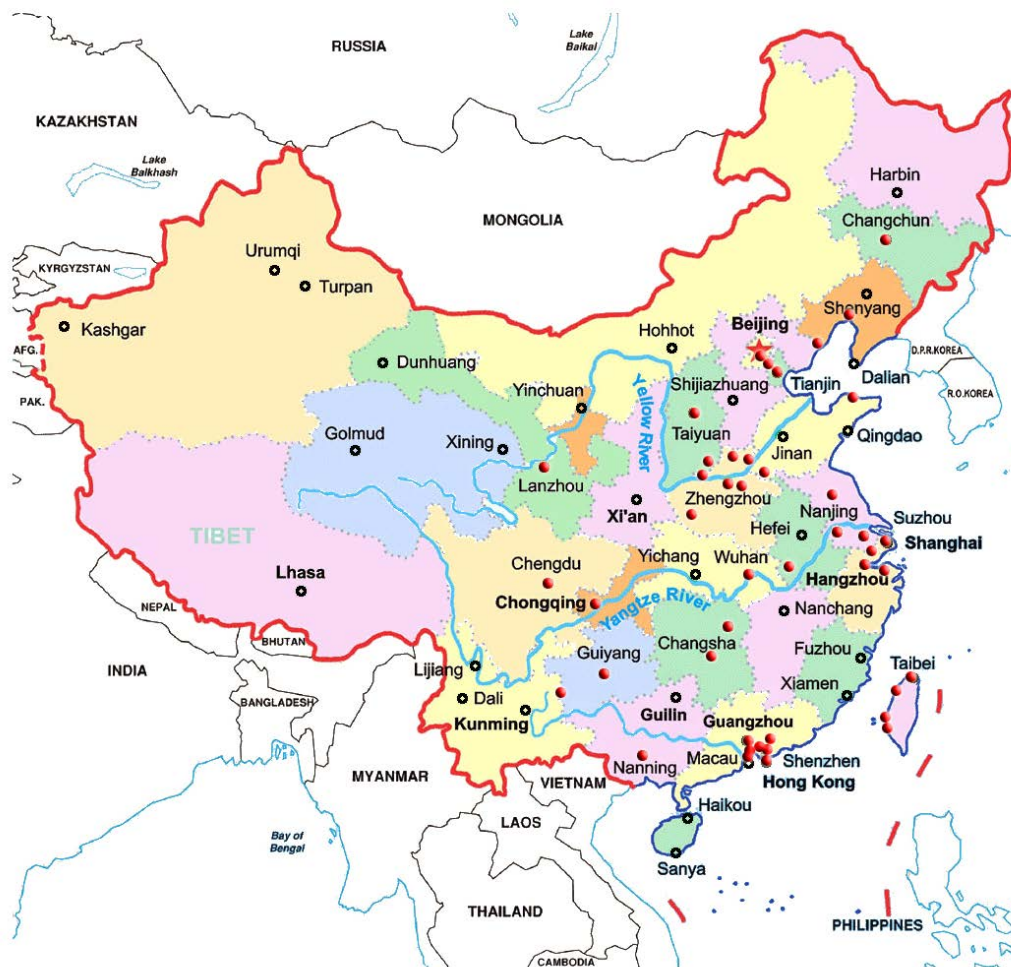 Lake
Baikal
RUSSIA
KAZAKHSTAN
Lake
Balkhash
Harbin
MONGOLIA
Changchun
Urumqi
KYRGYZSTAN
Turpan
Shenyang
Kashgar
Beijing
Hohhot
AFG.
D.P.R.KOREA
Dunhuang
Dalian
Shijiazhuang
Tianjin
PAK.
Yinchuan
R.O.KOREA
Yellow River
Golmud
Xining
Taiyuan
Jinan
Qingdao
Lanzhou
Zhengzhou
Nanjing
Xi'an
Suzhou
Hefei
TIBET
Shanghai
Yichang
Wuhan
Chengdu
Hangzhou
Lhasa
Chongqing
Yangtze River
NEPAL
Nanchang
BHUTAN
Changsha
Fuzhou
Guiyang
INDIA
Lijiang
Taibei
Xiamen
BANGLADESH
Dali
Guilin
Guangzhou
Kunming
Macau
Shenzhen
Nanning
MYANMAR
VIETNAM
Hong Kong
Haikou
LAOS
Bay of
Bengal
Sanya
THAILAND
PHILIPPINES
CAMBODIA